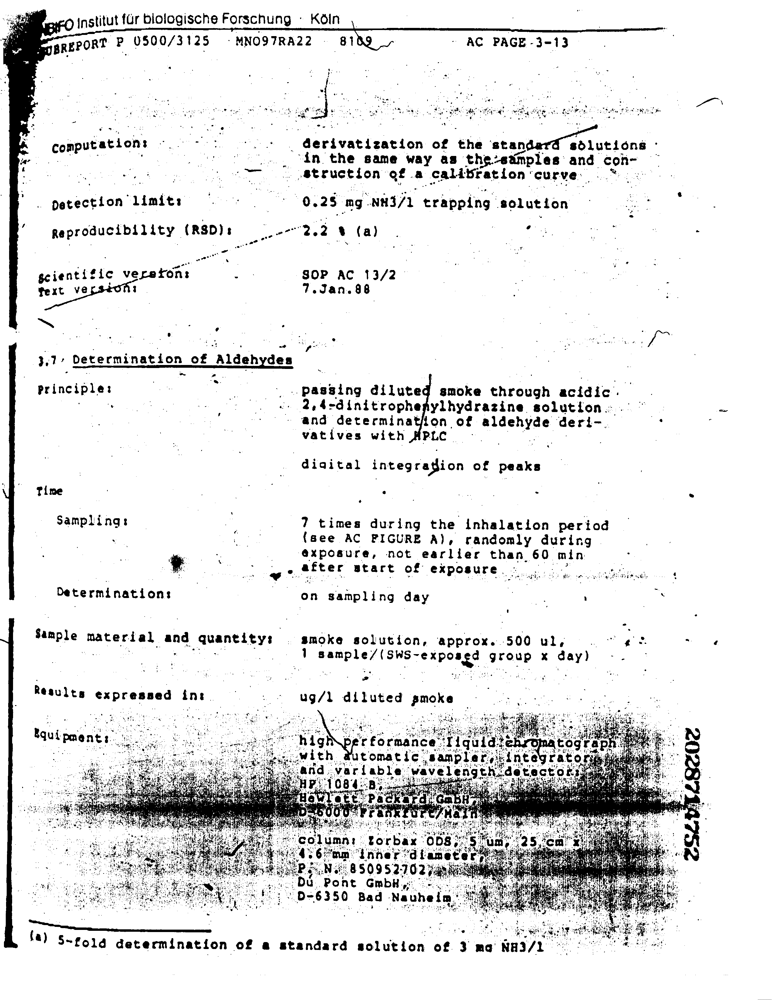 INBIFO Institut für biologische Forschung · Köln
SUBREPORT P 0500/3125 MNO97RA22 8109 AC PAGE 3-13
Computation: derivatization of the standard solutions
in the same way as the samples and con-
struction of a calibration curve
Detection limit: 0.25 mg NH3/l trapping solution
Reproducibility (RSD): 2.2 % (a)
Scientific version: SOP AC 13/2
Text version: 7.Jan.88
3.7 Determination of Aldehydes
Principle: passing diluted smoke through acidic
2,4-dinitrophenylhydrazine solution
and determination of aldehyde deri-
vatives with HPLC
digital integration of peaks
Time
Sampling: 7 times during the inhalation period
(see AC FIGURE A), randomly during
exposure, not earlier than 60 min
after start of exposure
Determination: on sampling day
Sample material and quantity: smoke solution, approx. 500 ul,
1 sample/(SWS-exposed group x day)
Results expressed in: ug/l diluted smoke
Equipment: high performance liquid chromatograph
with automatic sampler, integrator
and variable wavelength detector:
HP 1084 B,
Hewlett Packard GmbH,
D-6000 Frankfurt/Main
column: Zorbax ODS, 5 um, 25 cm x
4.6 mm inner diameter,
P. N. 850952702,
Du Pont GmbH,
D-6350 Bad Nauheim
(a) 5-fold determination of a standard solution of 3 mg NH3/l
2028714752